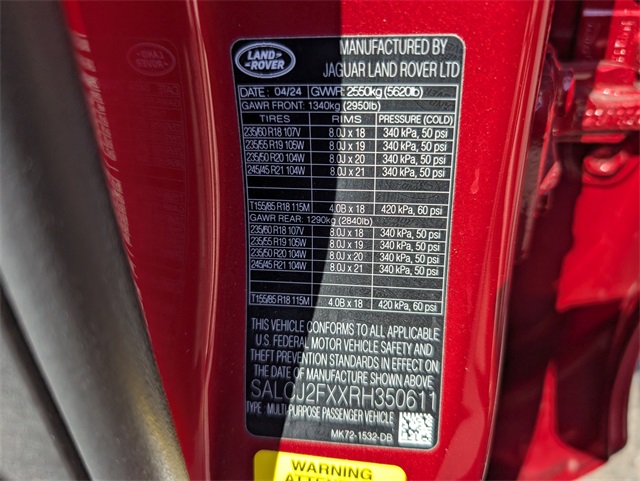 LAND ROVER
MANUFACTURED BY
JAGUAR LAND ROVER LTD
DATE: 04/24 GVWR: 2550kg (5620lb)
GAWR FRONT: 1340kg (2950lb)
TIRES RIMS PRESSURE (COLD)
235/60 R18 107V 8.0J x 18 340 kPa, 50 psi
235/55 R19 105W 8.0J x 19 340 kPa, 50 psi
235/50 R20 104W 8.0J x 20 340 kPa, 50 psi
245/45 R21 104W 8.0J x 21 340 kPa, 50 psi
T155/85 R18 115M 4.0B x 18 420 kPa, 60 psi
GAWR REAR: 1290kg (2840lb)
235/60 R18 107V 8.0J x 18 340 kPa, 50 psi
235/55 R19 105W 8.0J x 19 340 kPa, 50 psi
235/50 R20 104W 8.0J x 20 340 kPa, 50 psi
245/45 R21 104W 8.0J x 21 340 kPa, 50 psi
T155/85 R18 115M 4.0B x 18 420 kPa, 60 psi
THIS VEHICLE CONFORMS TO ALL APPLICABLE
U.S. FEDERAL MOTOR VEHICLE SAFETY AND
THEFT PREVENTION STANDARDS IN EFFECT ON
THE DATE OF MANUFACTURE SHOWN ABOVE
SALCJ2FXXRH350611
TYPE: MULTI-PURPOSE PASSENGER VEHICLE
MK72-1532-DB
WARNING